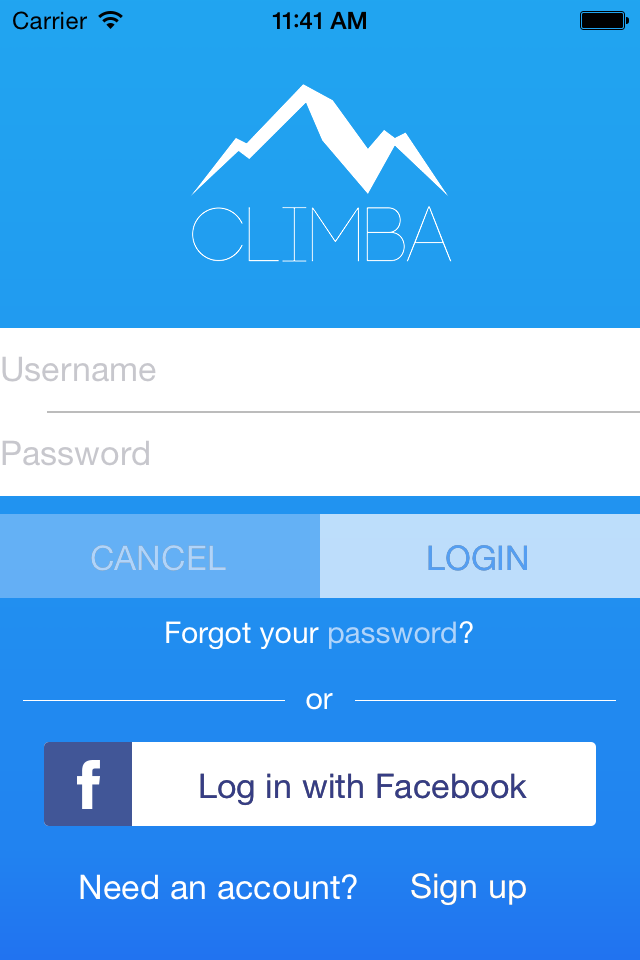 Carrier 11:41 AM
CLIMBA
Username
Password
CANCEL LOGIN
Forgot your password?
or
f Log in with Facebook
Need an account? Sign up